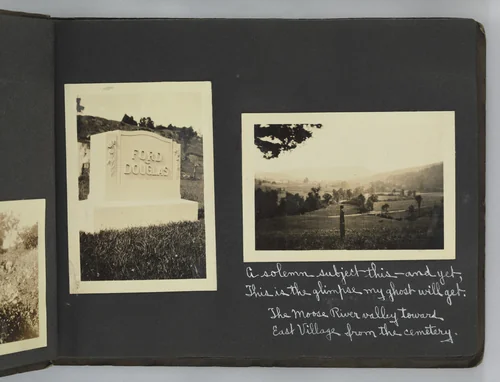 FORD
DOUGLAS
A solemn subject this — and yet,
This is the glimpse my ghost will get.
The Moose River valley toward
East Village from the cemetery.